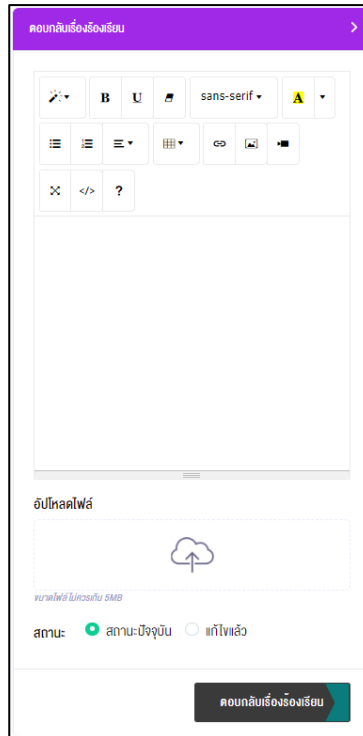 ตอบกลับเรื่องร้องเรียน
B U sans-serif A
</> ?
อัปโหลดไฟล์
ขนาดไฟล์ไม่ควรเกิน 5MB
สถานะ สถานะปัจจุบัน แก้ไขแล้ว
ตอบกลับเรื่องร้องเรียน